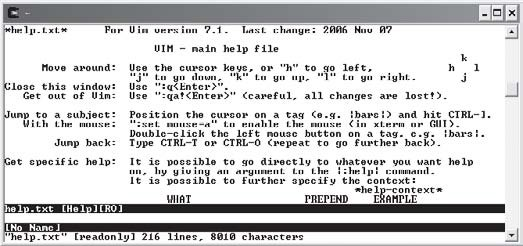 *help.txt*	For Vim version 7.1.  Last change: 2006 Nov 07
VIM - main help file
k
Move around:  Use the cursor keys, or "h" to go left,	h   l
"j" to go down, "k" to go up, "l" to go right.	j
Close this window:  Use ":q<Enter>".
Get out of Vim:  Use ":qa!<Enter>" (careful, all changes are lost!).
Jump to a subject:  Position the cursor on a tag (e.g. |bars|) and hit CTRL-].
With the mouse:  ":set mouse=a" to enable the mouse (in xterm or GUI).
Double-click the left mouse button on a tag, e.g. |bars|.
Jump back:  Type CTRL-T or CTRL-O (repeat to go further back).
Get specific help:  It is possible to go directly to whatever you want help
on, by giving an argument to the |:help| command.
It is possible to further specify the context:
*help-context*
WHAT	PREPEND	EXAMPLE
help.txt [Help][RO]
[No Name]
"help.txt" [readonly] 216 lines, 8010 characters